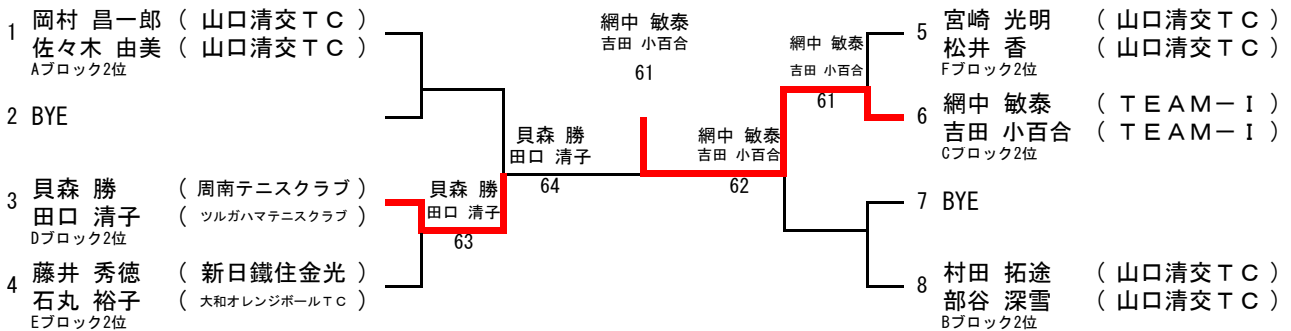 1 岡村 昌一郎 ( 山口清交TC )
佐々木 由美 ( 山口清交TC )
Aブロック2位
2 BYE
3 貝森 勝 ( 周南テニスクラブ )
田口 清子 ( ツルガハマテニスクラブ )
Dブロック2位
4 藤井 秀徳 ( 新日鐵住金光 )
石丸 裕子 ( 大和オレンジボールTC )
Eブロック2位
貝森 勝
田口 清子
63
貝森 勝
田口 清子
64
網中 敏泰
吉田 小百合
61
網中 敏泰
吉田 小百合
62
網中 敏泰
吉田 小百合
61
5 宮崎 光明 ( 山口清交TC )
松井 香 ( 山口清交TC )
Fブロック2位
6 網中 敏泰 ( TEAM-I )
吉田 小百合 ( TEAM-I )
Cブロック2位
7 BYE
8 村田 拓途 ( 山口清交TC )
部谷 深雪 ( 山口清交TC )
Bブロック2位